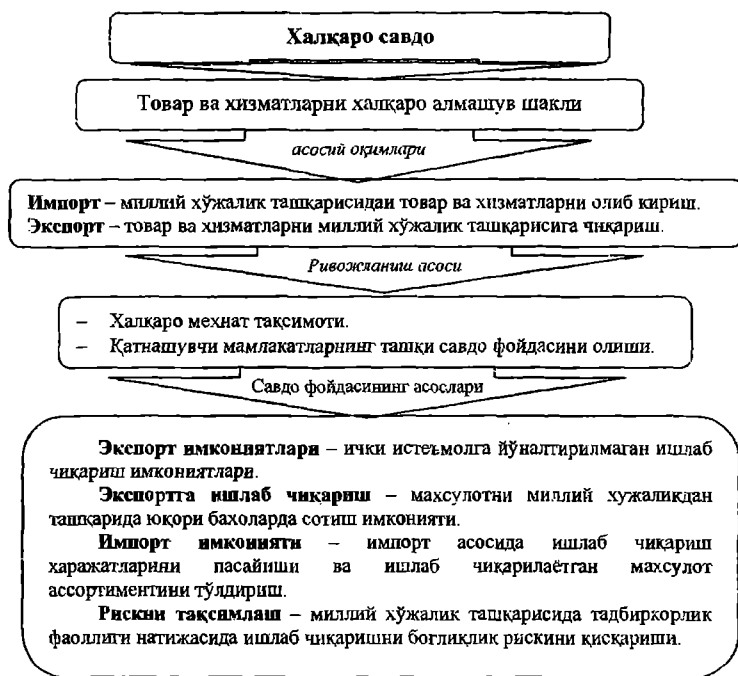 Халқаро савдо
Товар ва хизматларни халқаро алмашув шакли
асосий оқимлари
Импорт – миллий хўжалик ташқарисидан товар ва хизматларни олиб кириш.
Экспорт – товар ва хизматларни миллий хўжалик ташқарисига чиқариш.
Ривожланиш асоси
– Халқаро меҳнат тақсимоти.
– Қатнашувчи мамлакатларнинг ташқи савдо фойдасини олиши.
Савдо фойдасининг асослари
Экспорт имкониятлари – ички истеъмолга йўналтирилмаган ишлаб
чиқариш имкониятлари.
Экспортга ишлаб чиқариш – махсулотни миллий хужаликдан
ташқарида юқори бахоларда сотиш имконияти.
Импорт имконияти – импорт асосида ишлаб чиқариш
харажатларини пасайиши ва ишлаб чиқарилаётган махсулот
ассортиментини тўлдириш.
Рискни тақсимлаш – миллий хўжалик ташқарисида тадбиркорлик
фаоллиги натижасида ишлаб чиқаришни боғлиқлик рискини қисқариши.